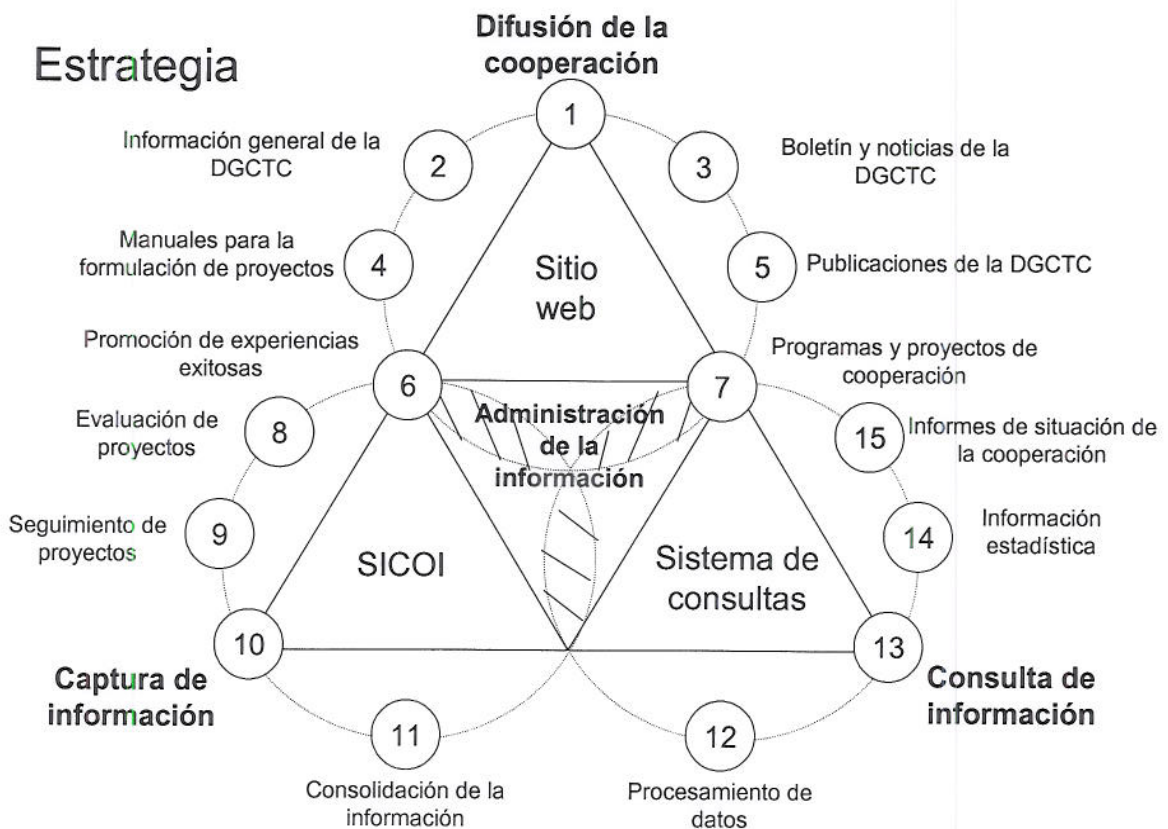 Estrategia
Difusión de la
cooperación
1
Información general de la
DGCTC
2
3
Boletín y noticias de la
DGCTC
Manuales para la
formulación de proyectos
4
Sitio
web
5
Publicaciones de la DGCTC
Promoción de experiencias
exitosas
6
7
Programas y proyectos de
cooperación
Administración
de la
información
Evaluación de
proyectos
8
15
Informes de situación de
la cooperación
Seguimiento de
proyectos
9
14
Información
estadística
SICOI
Sistema de
consultas
10
13
Captura de
información
Consulta de
información
11
12
Consolidación de la
información
Procesamiento de
datos